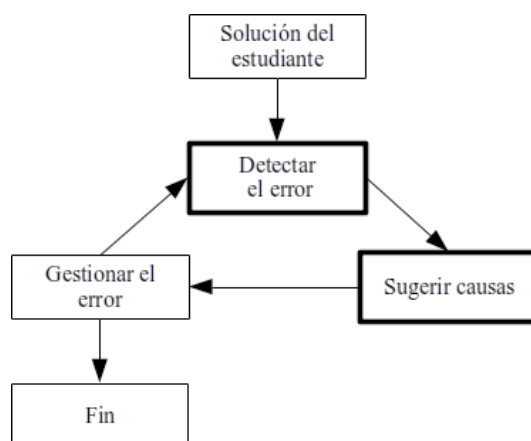 Solución del
estudiante
Detectar
el error
Gestionar el
error
Sugerir causas
Fin